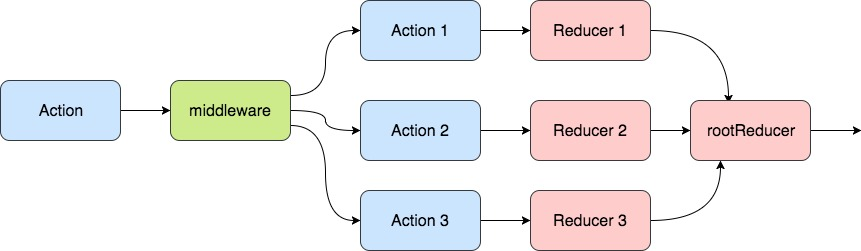 Action 1
Reducer 1
Action
middleware
Action 2
Reducer 2
rootReducer
Action 3
Reducer 3